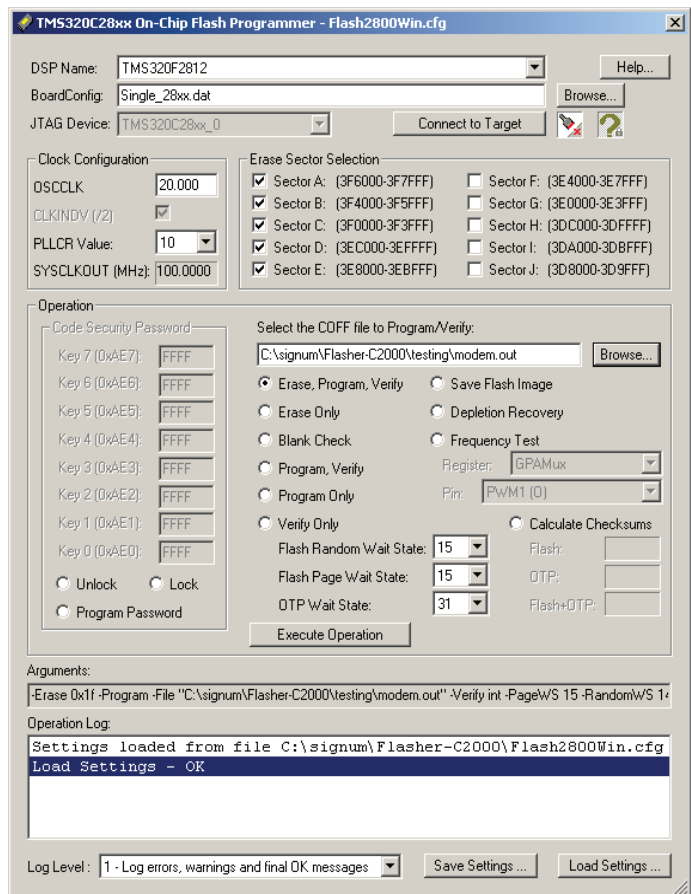 TMS320C28xx On-Chip Flash Programmer - Flash2800Win.cfg
DSP Name: TMS320F2812 Help...
BoardConfig: Single_28xx.dat Browse...
JTAG Device: TMS320C28xx_0 Connect to Target
Clock Configuration
OSCCLK 20.000
CLKINDV (/2)
PLLCR Value: 10
SYSCLKOUT (MHz): 100.0000
Erase Sector Selection
Sector A: (3F6000-3F7FFF) Sector F: (3E4000-3E7FFF)
Sector B: (3F4000-3F5FFF) Sector G: (3E0000-3E3FFF)
Sector C: (3F0000-3F3FFF) Sector H: (3DC000-3DFFFF)
Sector D: (3EC000-3EFFFF) Sector I: (3DA000-3DBFFF)
Sector E: (3E8000-3EBFFF) Sector J: (3D8000-3D9FFF)
Operation
Code Security Password
Key 7 (0xAE7): FFFF
Key 6 (0xAE6): FFFF
Key 5 (0xAE5): FFFF
Key 4 (0xAE4): FFFF
Key 3 (0xAE3): FFFF
Key 2 (0xAE2): FFFF
Key 1 (0xAE1): FFFF
Key 0 (0xAE0): FFFF
Unlock Lock
Program Password
Select the COFF file to Program/Verify:
C:\signum\Flasher-C2000\testing\modem.out Browse...
Erase, Program, Verify Save Flash Image
Erase Only Depletion Recovery
Blank Check Frequency Test
Program, Verify Register: GPAMux
Program Only Pin: PWM1 (0)
Verify Only Calculate Checksums
Flash Random Wait State: 15 Flash:
Flash Page Wait State: 15 OTP:
OTP Wait State: 31 Flash+OTP:
Execute Operation
Arguments:
-Erase 0x1f -Program -File "C:\signum\Flasher-C2000\testing\modem.out" -Verify int -PageWS 15 -RandomWS
Operation Log:
Settings loaded from file C:\signum\Flasher-C2000\Flash2800Win.cfg
Load Settings - OK
Log Level : 1 - Log errors, warnings and final OK messages Save Settings ... Load Settings ...